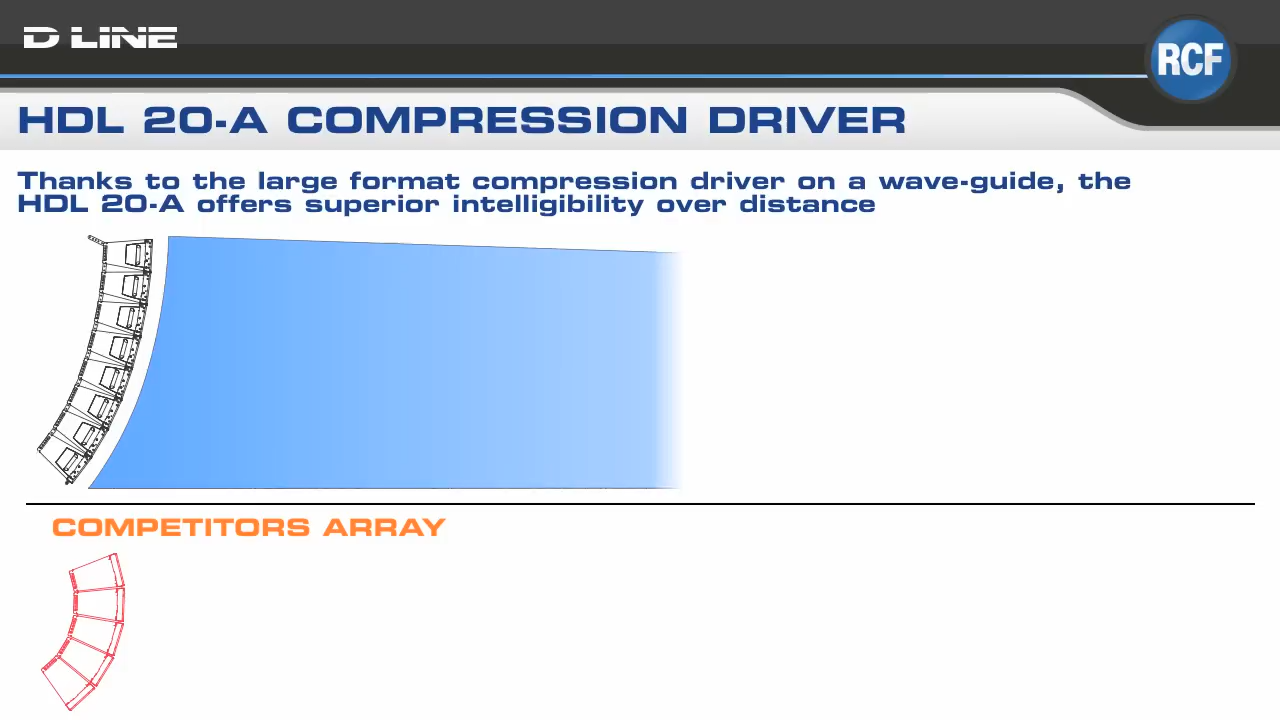 D LINE
RCF
HDL 20-A COMPRESSION DRIVER
Thanks to the large format compression driver on a wave-guide, the
HDL 20-A offers superior intelligibility over distance
COMPETITORS ARRAY